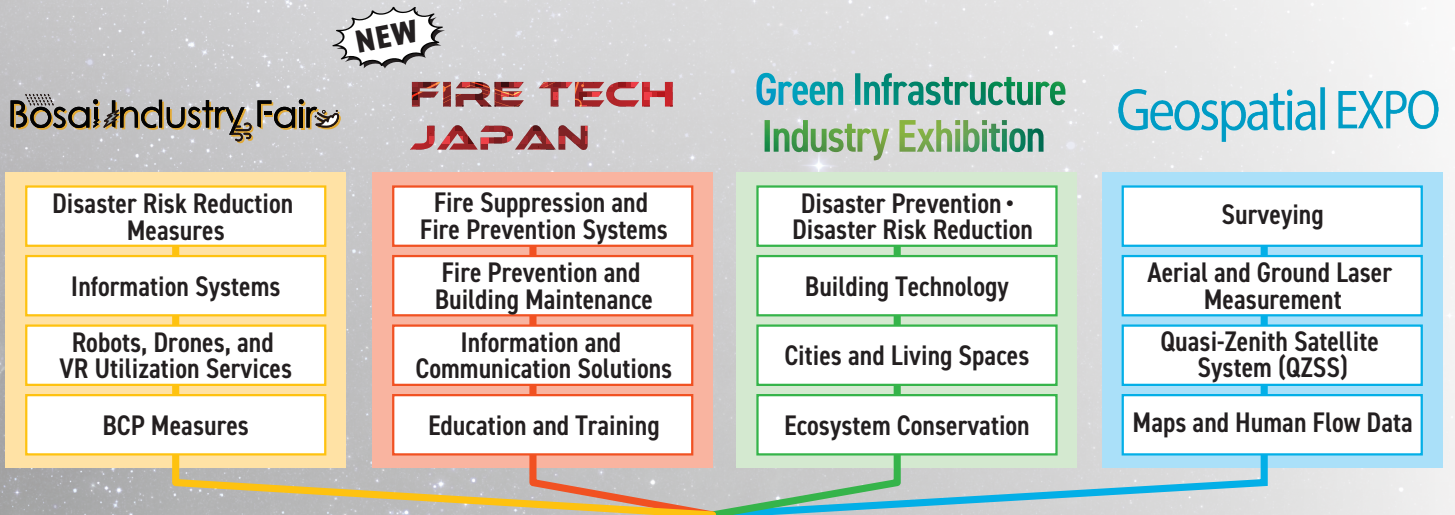 NEW
Bosai Industry Fair
FIRE TECH
JAPAN
Green Infrastructure
Industry Exhibition
Geospatial EXPO
Disaster Risk Reduction
Measures
Information Systems
Robots, Drones, and
VR Utilization Services
BCP Measures
Fire Suppression and
Fire Prevention Systems
Fire Prevention and
Building Maintenance
Information and
Communication Solutions
Education and Training
Disaster Prevention・
Disaster Risk Reduction
Building Technology
Cities and Living Spaces
Ecosystem Conservation
Surveying
Aerial and Ground Laser
Measurement
Quasi-Zenith Satellite
System (QZSS)
Maps and Human Flow Data